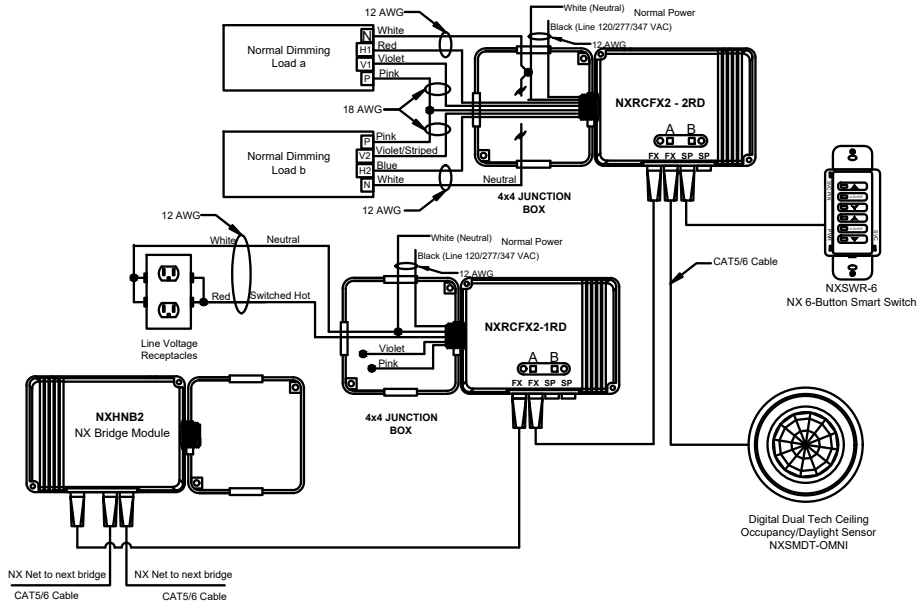 12 AWG
White (Neutral)
Normal Power
Black (Line 120/277/347 VAC)
12 AWG
Normal Dimming
Load a
N
H1
V1
P
White
Red
Violet
Pink
18 AWG
NXRCFX2 - 2RD
A B
FX FX SP SP
Normal Dimming
Load b
P
V2
H2
N
Pink
Violet/Striped
Blue
White
Neutral
12 AWG
4x4 JUNCTION
BOX
CAT5/6 Cable
NXSWR-6
NX 6-Button Smart Switch
12 AWG
White
Neutral
Red
Switched Hot
Line Voltage
Receptacles
White (Neutral)
Normal Power
Black (Line 120/277/347 VAC)
12 AWG
Violet
Pink
NXRCFX2-1RD
A B
FX FX SP SP
4x4 JUNCTION
BOX
NXHNB2
NX Bridge Module
Digital Dual Tech Ceiling
Occupancy/Daylight Sensor
NXSMDT-OMNI
NX Net to next bridge
CAT5/6 Cable
NX Net to next bridge
CAT5/6 Cable